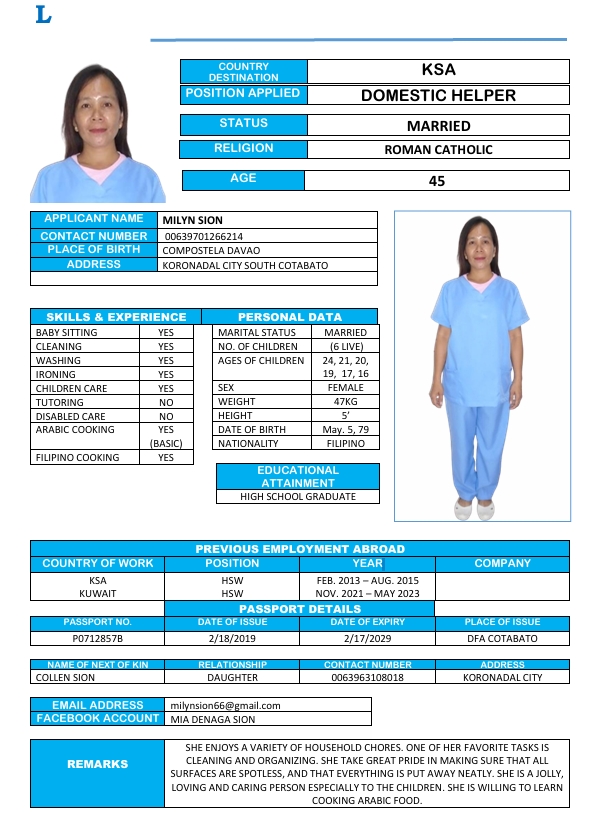 L
COUNTRY DESTINATION KSA
POSITION APPLIED DOMESTIC HELPER
STATUS MARRIED
RELIGION ROMAN CATHOLIC
AGE 45
APPLICANT NAME MILYN SION
CONTACT NUMBER 00639701266214
PLACE OF BIRTH COMPOSTELA DAVAO
ADDRESS KORONADAL CITY SOUTH COTABATO
SKILLS & EXPERIENCE
BABY SITTING YES
CLEANING YES
WASHING YES
IRONING YES
CHILDREN CARE YES
TUTORING NO
DISABLED CARE NO
ARABIC COOKING YES
(BASIC)
FILIPINO COOKING YES
PERSONAL DATA
MARITAL STATUS MARRIED
NO. OF CHILDREN (6 LIVE)
AGES OF CHILDREN 24, 21, 20,
19, 17, 16
SEX FEMALE
WEIGHT 47KG
HEIGHT 5’
DATE OF BIRTH May. 5, 79
NATIONALITY FILIPINO
EDUCATIONAL
ATTAINMENT
HIGH SCHOOL GRADUATE
PREVIOUS EMPLOYMENT ABROAD
COUNTRY OF WORK POSITION YEAR COMPANY
KSA HSW FEB. 2013 – AUG. 2015
KUWAIT HSW NOV. 2021 – MAY 2023
PASSPORT DETAILS
PASSPORT NO. DATE OF ISSUE DATE OF EXPIRY PLACE OF ISSUE
P0712857B 2/18/2019 2/17/2029 DFA COTABATO
NAME OF NEXT OF KIN RELATIONSHIP CONTACT NUMBER ADDRESS
COLLEN SION DAUGHTER 0063963108018 KORONADAL CITY
EMAIL ADDRESS milynsion66@gmail.com
FACEBOOK ACCOUNT MIA DENAGA SION
REMARKS
SHE ENJOYS A VARIETY OF HOUSEHOLD CHORES. ONE OF HER FAVORITE TASKS IS
CLEANING AND ORGANIZING. SHE TAKE GREAT PRIDE IN MAKING SURE THAT ALL
SURFACES ARE SPOTLESS, AND THAT EVERYTHING IS PUT AWAY NEATLY. SHE IS A JOLLY,
LOVING AND CARING PERSON ESPECIALLY TO THE CHILDREN. SHE IS WILLING TO LEARN
COOKING ARABIC FOOD.